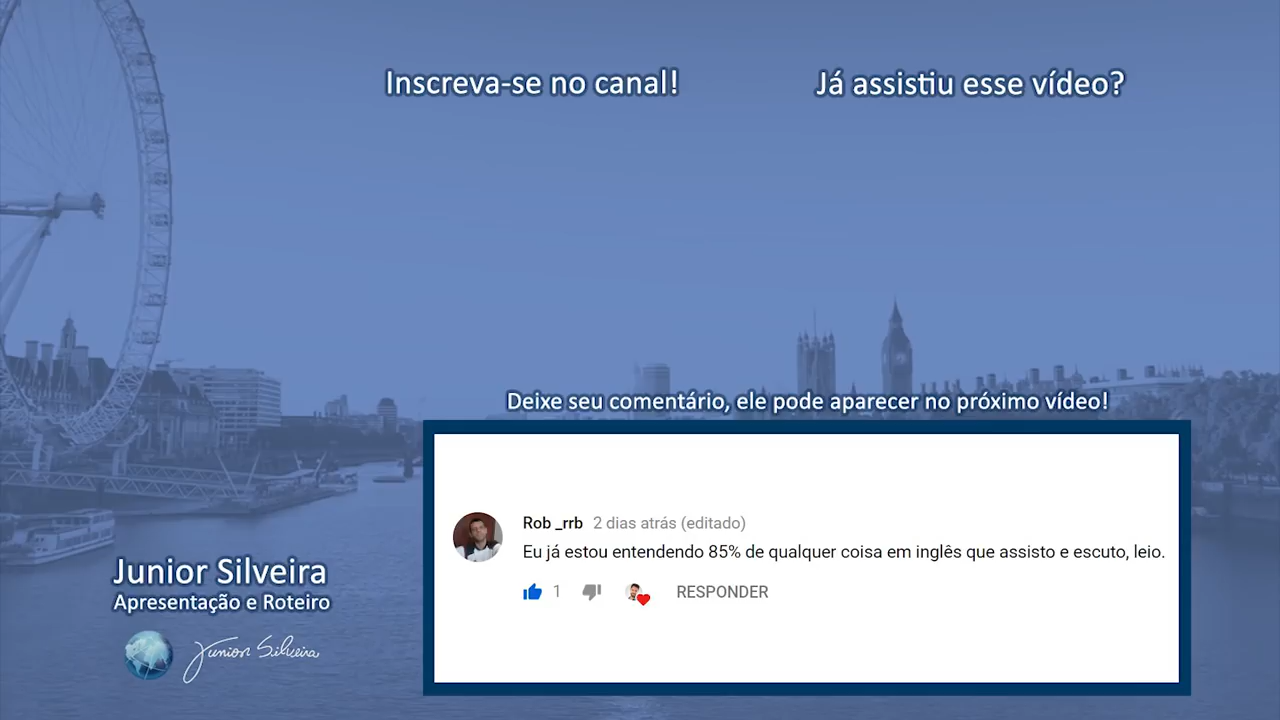 Inscreva-se no canal!
Já assistiu esse vídeo?
Deixe seu comentário, ele pode aparecer no próximo vídeo!
Rob _rrb 2 dias atrás (editado)
Eu já estou entendendo 85% de qualquer coisa em inglês que assisto e escuto, leio.
1 RESPONDER
Junior Silveira
Apresentação e Roteiro
Junior Silveira